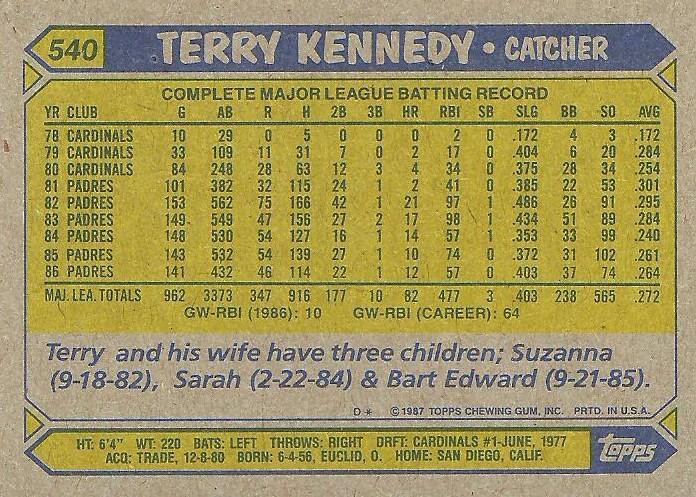 540 TERRY KENNEDY • CATCHER
COMPLETE MAJOR LEAGUE BATTING RECORD
YR CLUB G AB R H 2B 3B HR RBI SB SLG BB SO AVG
78 CARDINALS 10 29 0 5 0 0 0 2 0 .172 4 3 .172
79 CARDINALS 33 109 11 31 7 0 2 17 0 .404 6 20 .284
80 CARDINALS 84 248 28 63 12 3 4 34 0 .375 28 34 .254
81 PADRES 101 382 32 115 24 1 2 41 0 .385 22 53 .301
82 PADRES 153 562 75 166 42 1 21 97 1 .486 26 91 .295
83 PADRES 149 549 47 156 27 2 17 98 1 .434 51 89 .284
84 PADRES 148 530 54 127 16 1 14 57 1 .353 33 99 .240
85 PADRES 143 532 54 139 27 1 10 74 0 .372 31 102 .261
86 PADRES 141 432 46 114 22 1 12 57 0 .403 37 74 .264
MAJ. LEA. TOTALS 962 3373 347 916 177 10 82 477 3 .403 238 565 .272
GW-RBI (1986): 10 GW-RBI (CAREER): 64
Terry and his wife have three children; Suzanna
(9-18-82), Sarah (2-22-84) & Bart Edward (9-21-85).
D * © 1987 TOPPS CHEWING GUM, INC. PRTD. IN U.S.A.
HT: 6'4" WT: 220 BATS: LEFT THROWS: RIGHT DRFT: CARDINALS #1-JUNE, 1977
ACQ: TRADE, 12-8-80 BORN: 6-4-56, EUCLID, O. HOME: SAN DIEGO, CALIF.
topps